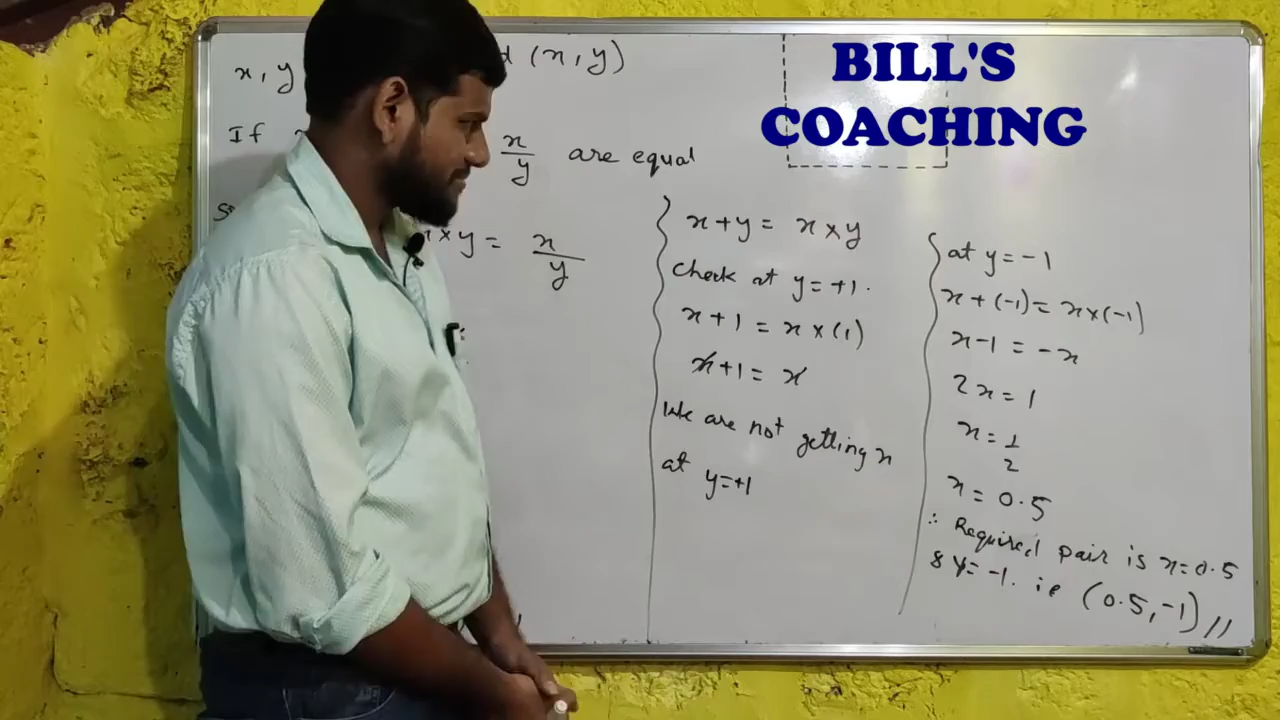 BILL'S
COACHING
x, y (x, y)
If x/y are equal
x×y = x/y
x+y = x×y
Check at y=+1.
x+1 = x×(1)
x+1 = x
We are not getting x
at y=+1
at y=-1
x+(-1)= x×(-1)
x-1 = -x
2x=1
x=1/2
x=0.5
∴ Required pair is x=0.5
& y=-1. ie (0.5,-1)//